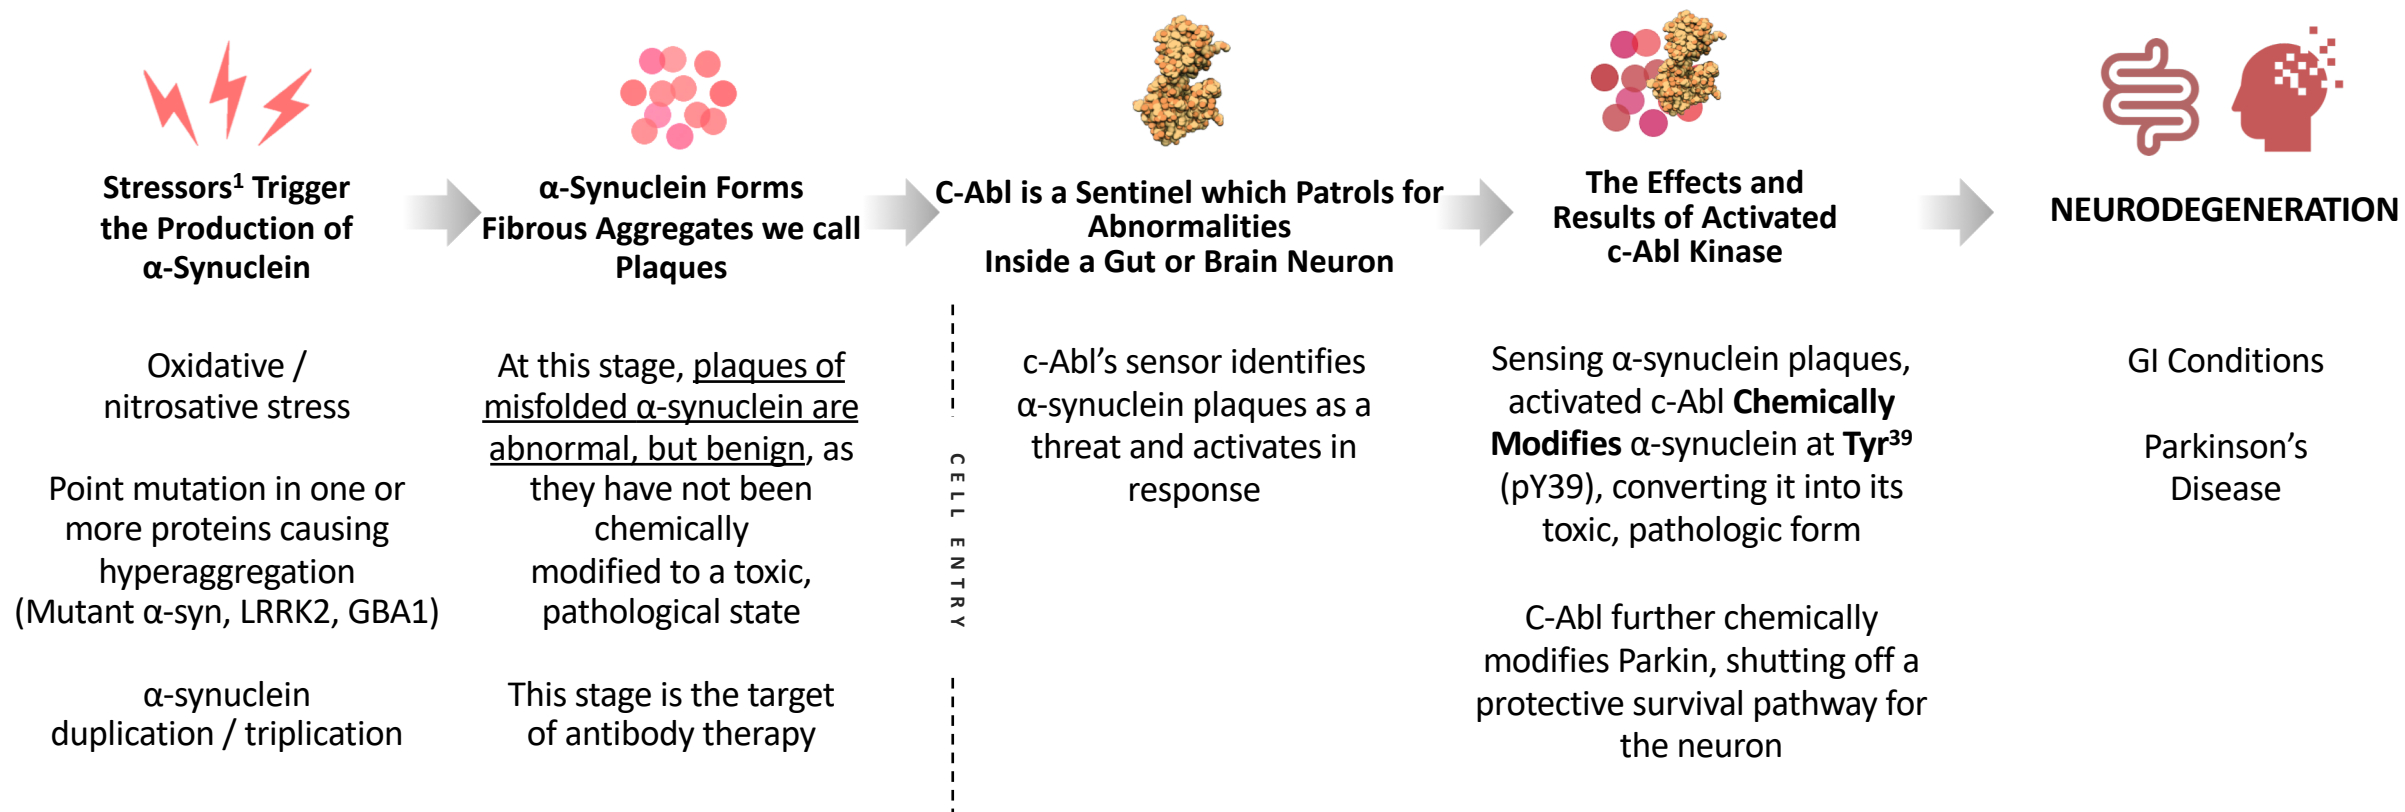 Stressors¹ Trigger
the Production of
α-Synuclein
α-Synuclein Forms
Fibrous Aggregates we call
Plaques
C-Abl is a Sentinel which Patrols for
Abnormalities
Inside a Gut or Brain Neuron
The Effects and
Results of Activated
c-Abl Kinase
NEURODEGENERATION
Oxidative /
nitrosative stress
Point mutation in one or
more proteins causing
hyperaggregation
(Mutant α-syn, LRRK2, GBA1)
α-synuclein
duplication / triplication
At this stage, plaques of
misfolded α-synuclein are
abnormal, but benign, as
they have not been
chemically
modified to a toxic,
pathological state
This stage is the target
of antibody therapy
CELL ENTRY
c-Abl’s sensor identifies
α-synuclein plaques as a
threat and activates in
response
Sensing α-synuclein plaques,
activated c-Abl Chemically
Modifies α-synuclein at Tyr³⁹
(pY39), converting it into its
toxic, pathologic form
C-Abl further chemically
modifies Parkin, shutting off a
protective survival pathway for
the neuron
GI Conditions
Parkinson’s
Disease